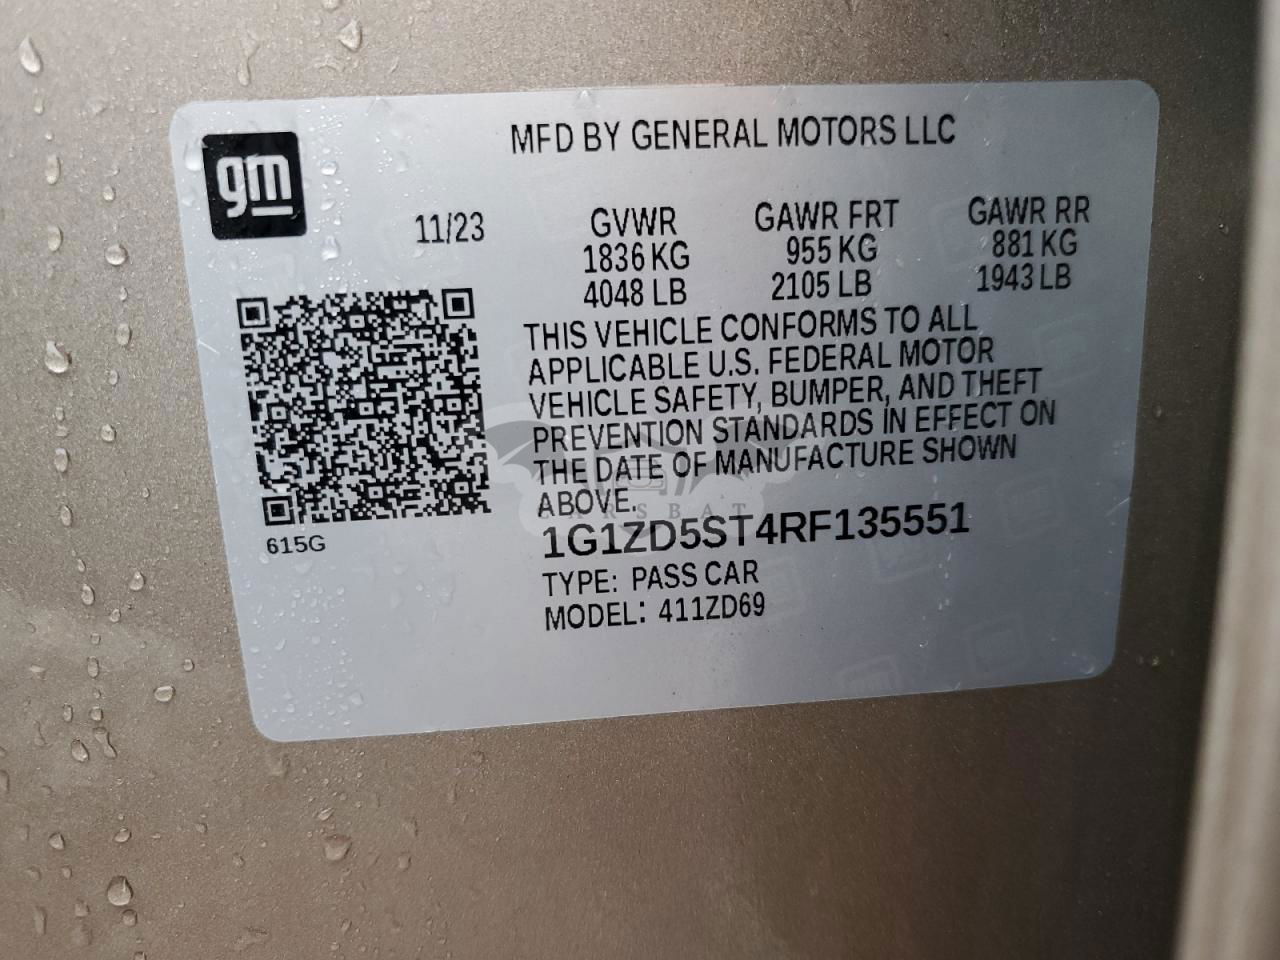 MFD BY GENERAL MOTORS LLC
gm
11/23
GVWR GAWR FRT GAWR RR
1836 KG 955 KG 881 KG
4048 LB 2105 LB 1943 LB
THIS VEHICLE CONFORMS TO ALL
APPLICABLE U.S. FEDERAL MOTOR
VEHICLE SAFETY, BUMPER, AND THEFT
PREVENTION STANDARDS IN EFFECT ON
THE DATE OF MANUFACTURE SHOWN
ABOVE.
CARSBAT
1G1ZD5ST4RF135551
615G
TYPE: PASS CAR
MODEL: 411ZD69